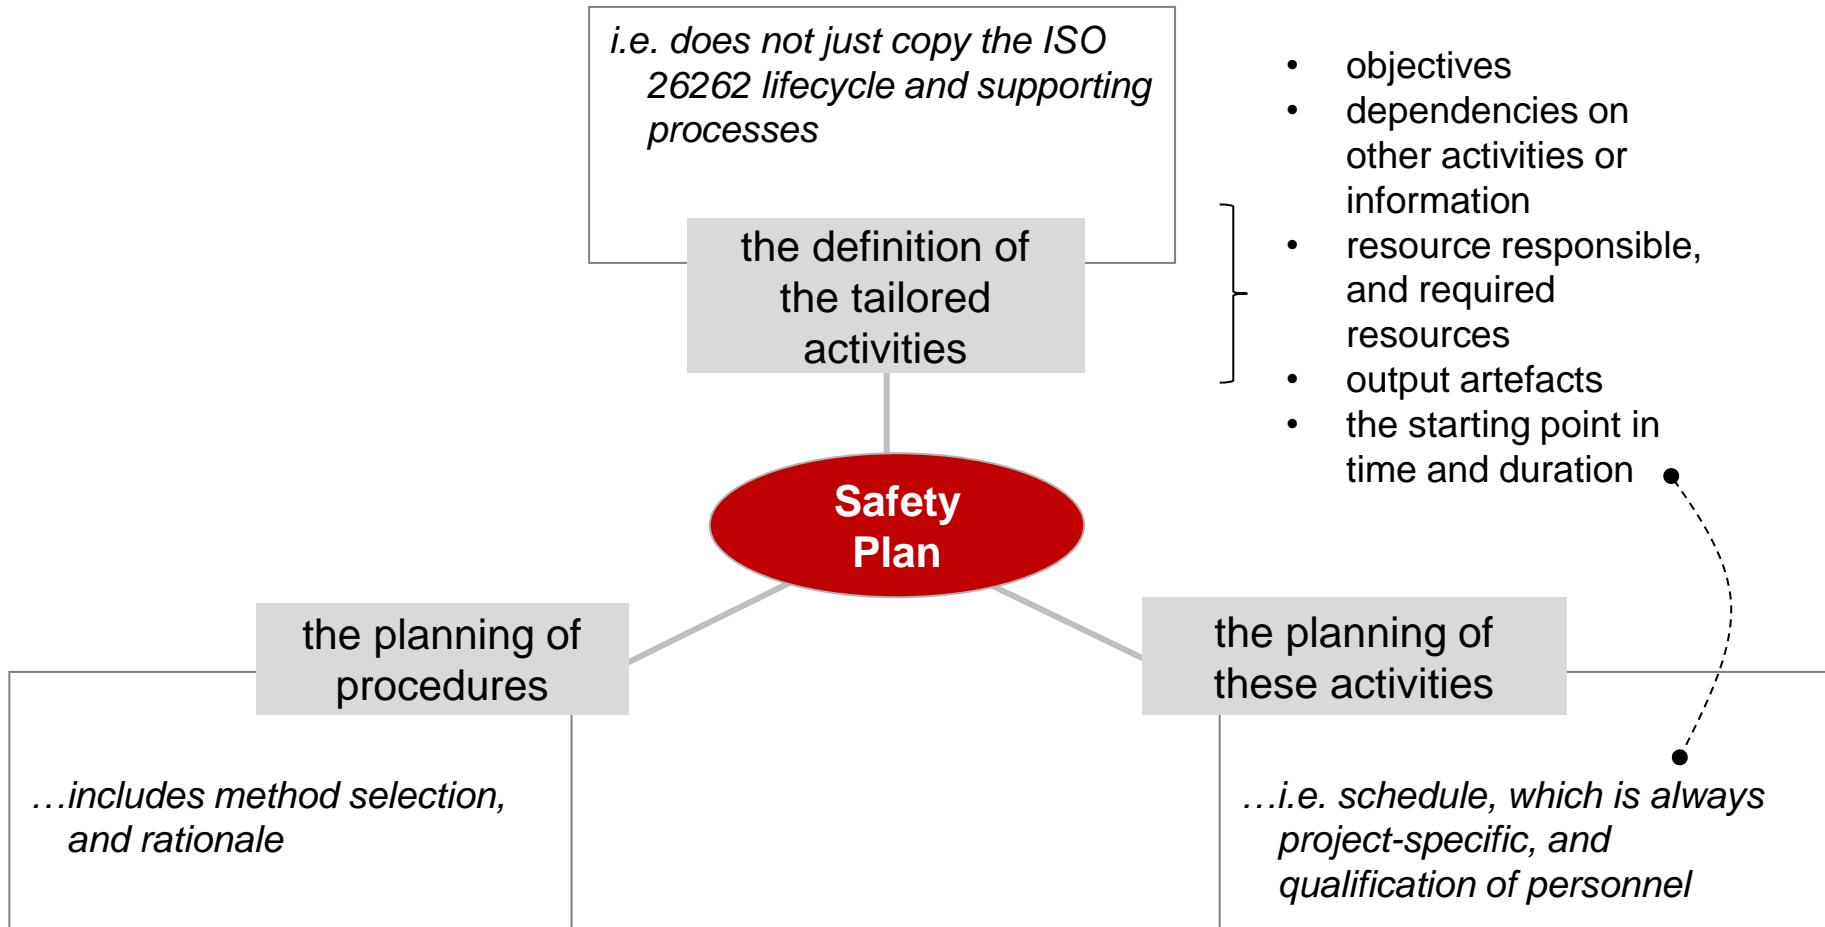 i.e. does not just copy the ISO
26262 lifecycle and supporting
processes
the definition of
the tailored
activities
• objectives
• dependencies on
other activities or
information
• resource responsible,
and required
resources
• output artefacts
• the starting point in
time and duration
Safety
Plan
the planning of
procedures
…includes method selection,
and rationale
the planning of
these activities
…i.e. schedule, which is always
project-specific, and
qualification of personnel